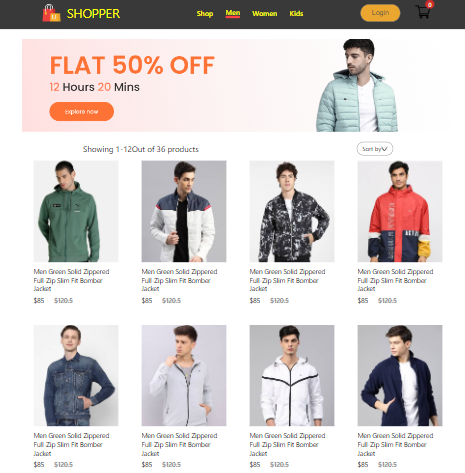 SHOPPER
Shop Men Women Kids
Login
0
FLAT 50% OFF
12 Hours 20 Mins
Explore now
Showing 1-12Out of 36 products
Sort by
Men Green Solid Zippered
Full Zip Slim Fit Bomber
Jacket
$85 $120.5
Men Green Solid Zippered
Full Zip Slim Fit Bomber
Jacket
$85 $120.5
Men Green Solid Zippered
Full Zip Slim Fit Bomber
Jacket
$85 $120.5
Men Green Solid Zippered
Full Zip Slim Fit Bomber
Jacket
$85 $120.5
Men Green Solid Zippered
Full Zip Slim Fit Bomber
Jacket
$85 $120.5
Men Green Solid Zippered
Full Zip Slim Fit Bomber
Jacket
$85 $120.5
Men Green Solid Zippered
Full Zip Slim Fit Bomber
Jacket
$85 $120.5
Men Green Solid Zippered
Full Zip Slim Fit Bomber
Jacket
$85 $120.5